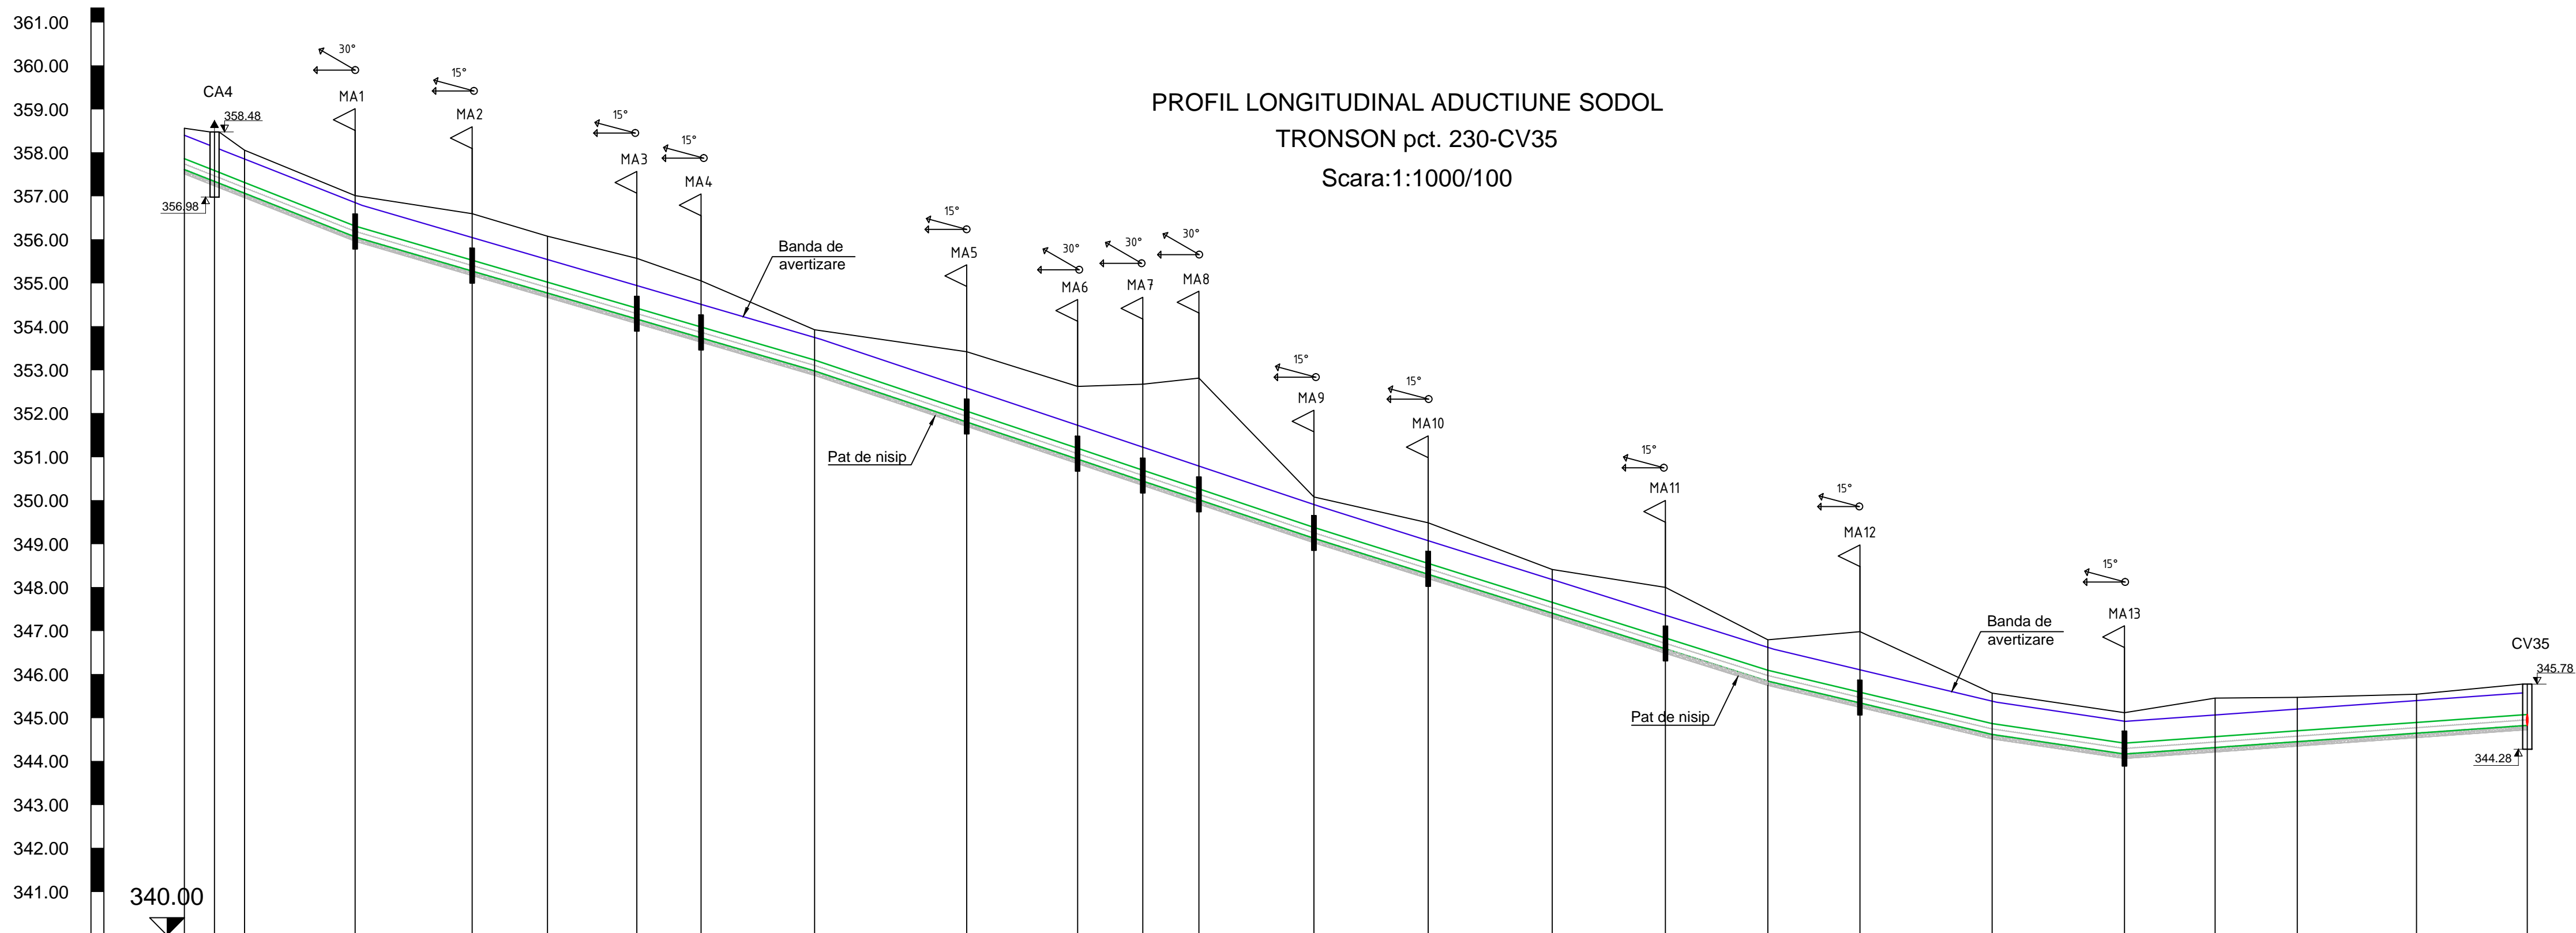 PROFIL LONGITUDINAL ADUCTIUNE SODOL
TRONSON pct. 230-CV35
Scara:1:1000/100
361.00
360.00
359.00
358.00
357.00
356.00
355.00
354.00
353.00
352.00
351.00
350.00
349.00
348.00
347.00
346.00
345.00
344.00
343.00
342.00
341.00
340.00
CA4
358.48
356.98
30°
MA1
15°
MA2
15°
MA3
15°
MA4
Banda de
avertizare
Pat de nisip
15°
MA5
30°
MA6
30°
MA7
30°
MA8
15°
MA9
15°
MA10
15°
MA11
Pat de nisip
15°
MA12
Banda de
avertizare
15°
MA13
CV35
345.78
344.28